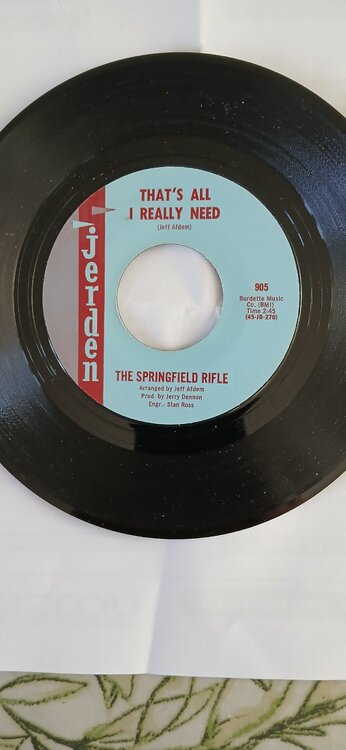 THAT'S ALL
I REALLY NEED
(Jeff Afdem)
jerden
905
Burdette Music
Co. (BMI)
Time 2:45
(45-JD-270)
THE SPRINGFIELD RIFLE
Arranged by Jeff Afdem
Prod. by Jerry Dennon
Engr.: Stan Ross